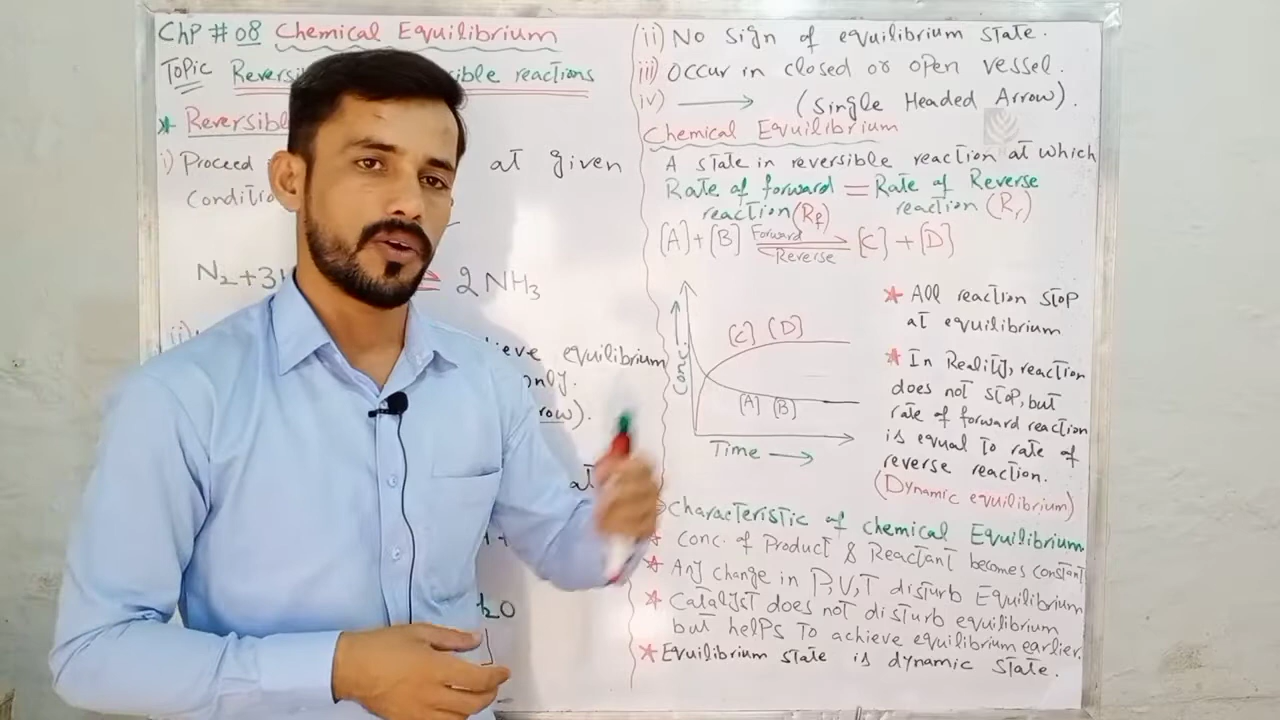 ChP # 08 Chemical Equilibrium
Topic Reversi sible reactions
* Reversibl
i) Proceed at given
conditio
N₂ + 3H ⇌ 2NH₃
(ii)
ieve equilibrium
only.
row).
at
H₂O
(ii) No sign of equilibrium state.
iii) Occur in closed or open vessel.
iv) ⟶ (Single Headed Arrow).
Chemical Equilibrium
A state in reversible reaction at which
Rate of forward = Rate of Reverse
reaction (Rf) reaction (Rr)
[A] + [B] Forward ⇌ Reverse [C] + [D]
* All reaction stop
at equilibrium
* In Reality, reaction
does not stop, but
rate of forward reaction
is equal to rate of
reverse reaction.
(Dynamic equilibrium)
Conc.
[C] [D]
[A] [B]
Time ⟶
Characteristic of chemical Equilibrium
* Conc. of Product & Reactant becomes constant
* Any change in P,V,T disturb Equilibrium
* Catalyst does not disturb equilibrium
but helps to achieve equilibrium earlier.
* Equilibrium state is dynamic state.